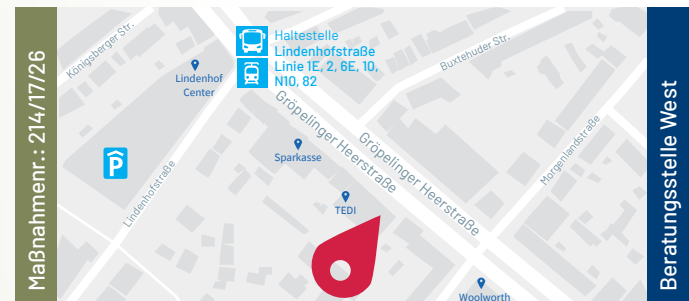 Maßnahmenr.: 214/17/26
Königsberger Str.
Haltestelle
Lindenhofstraße
Linie 1E, 2, 6E, 10,
N10, 82
Buxtehuder Str.
Lindenhof
Center
Gröpelinger Heerstraße
Gröpelinger Heerstraße
Sparkasse
Morgenlandstraße
P
Lindenhofstraße
TEDI
Woolworth
Beratungsstelle West